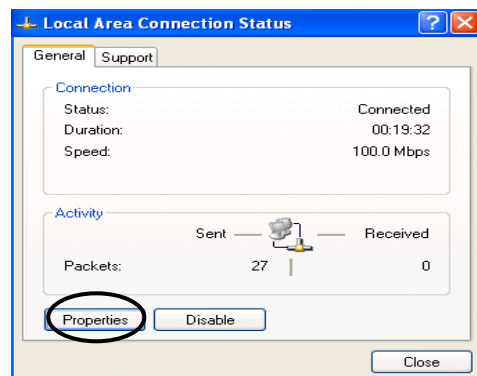 Local Area Connection Status
General Support
Connection
Status: Connected
Duration: 00:19:32
Speed: 100.0 Mbps
Activity
Sent Received
Packets: 27 0
Properties Disable
Close